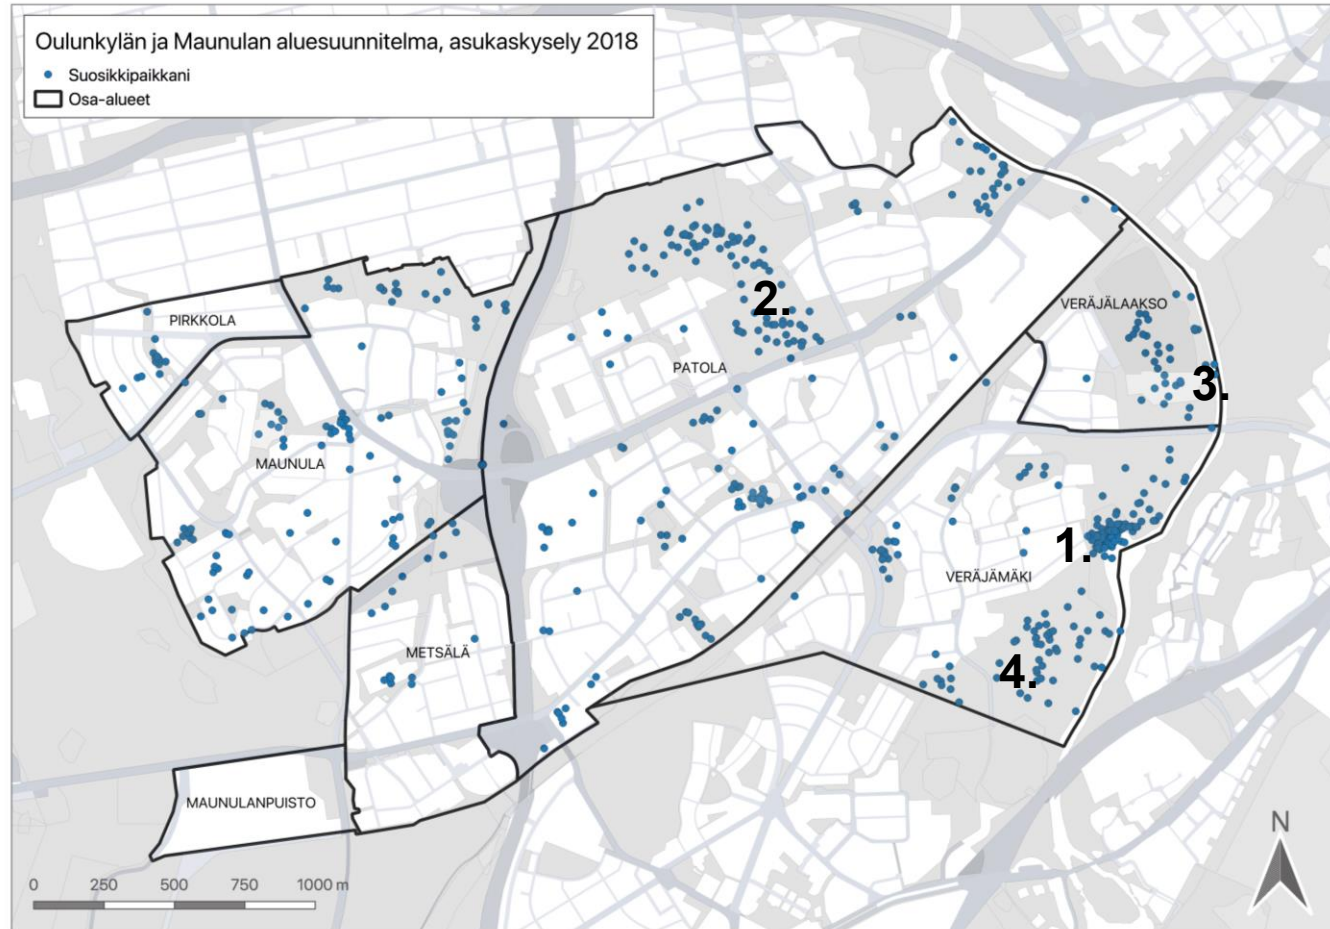 Oulunkylän ja Maunulan aluesuunnitelma, asukaskysely 2018
Suosikkipaikkani
Osa-alueet
2.
VERÄJÄLAAKSO
PIRKKOLA
PATOLA
3.
MAUNULA
1.
VERÄJÄMÄKI
METSÄLÄ
4.
MAUNULANPUISTO
N
0 250 500 750 1000 m